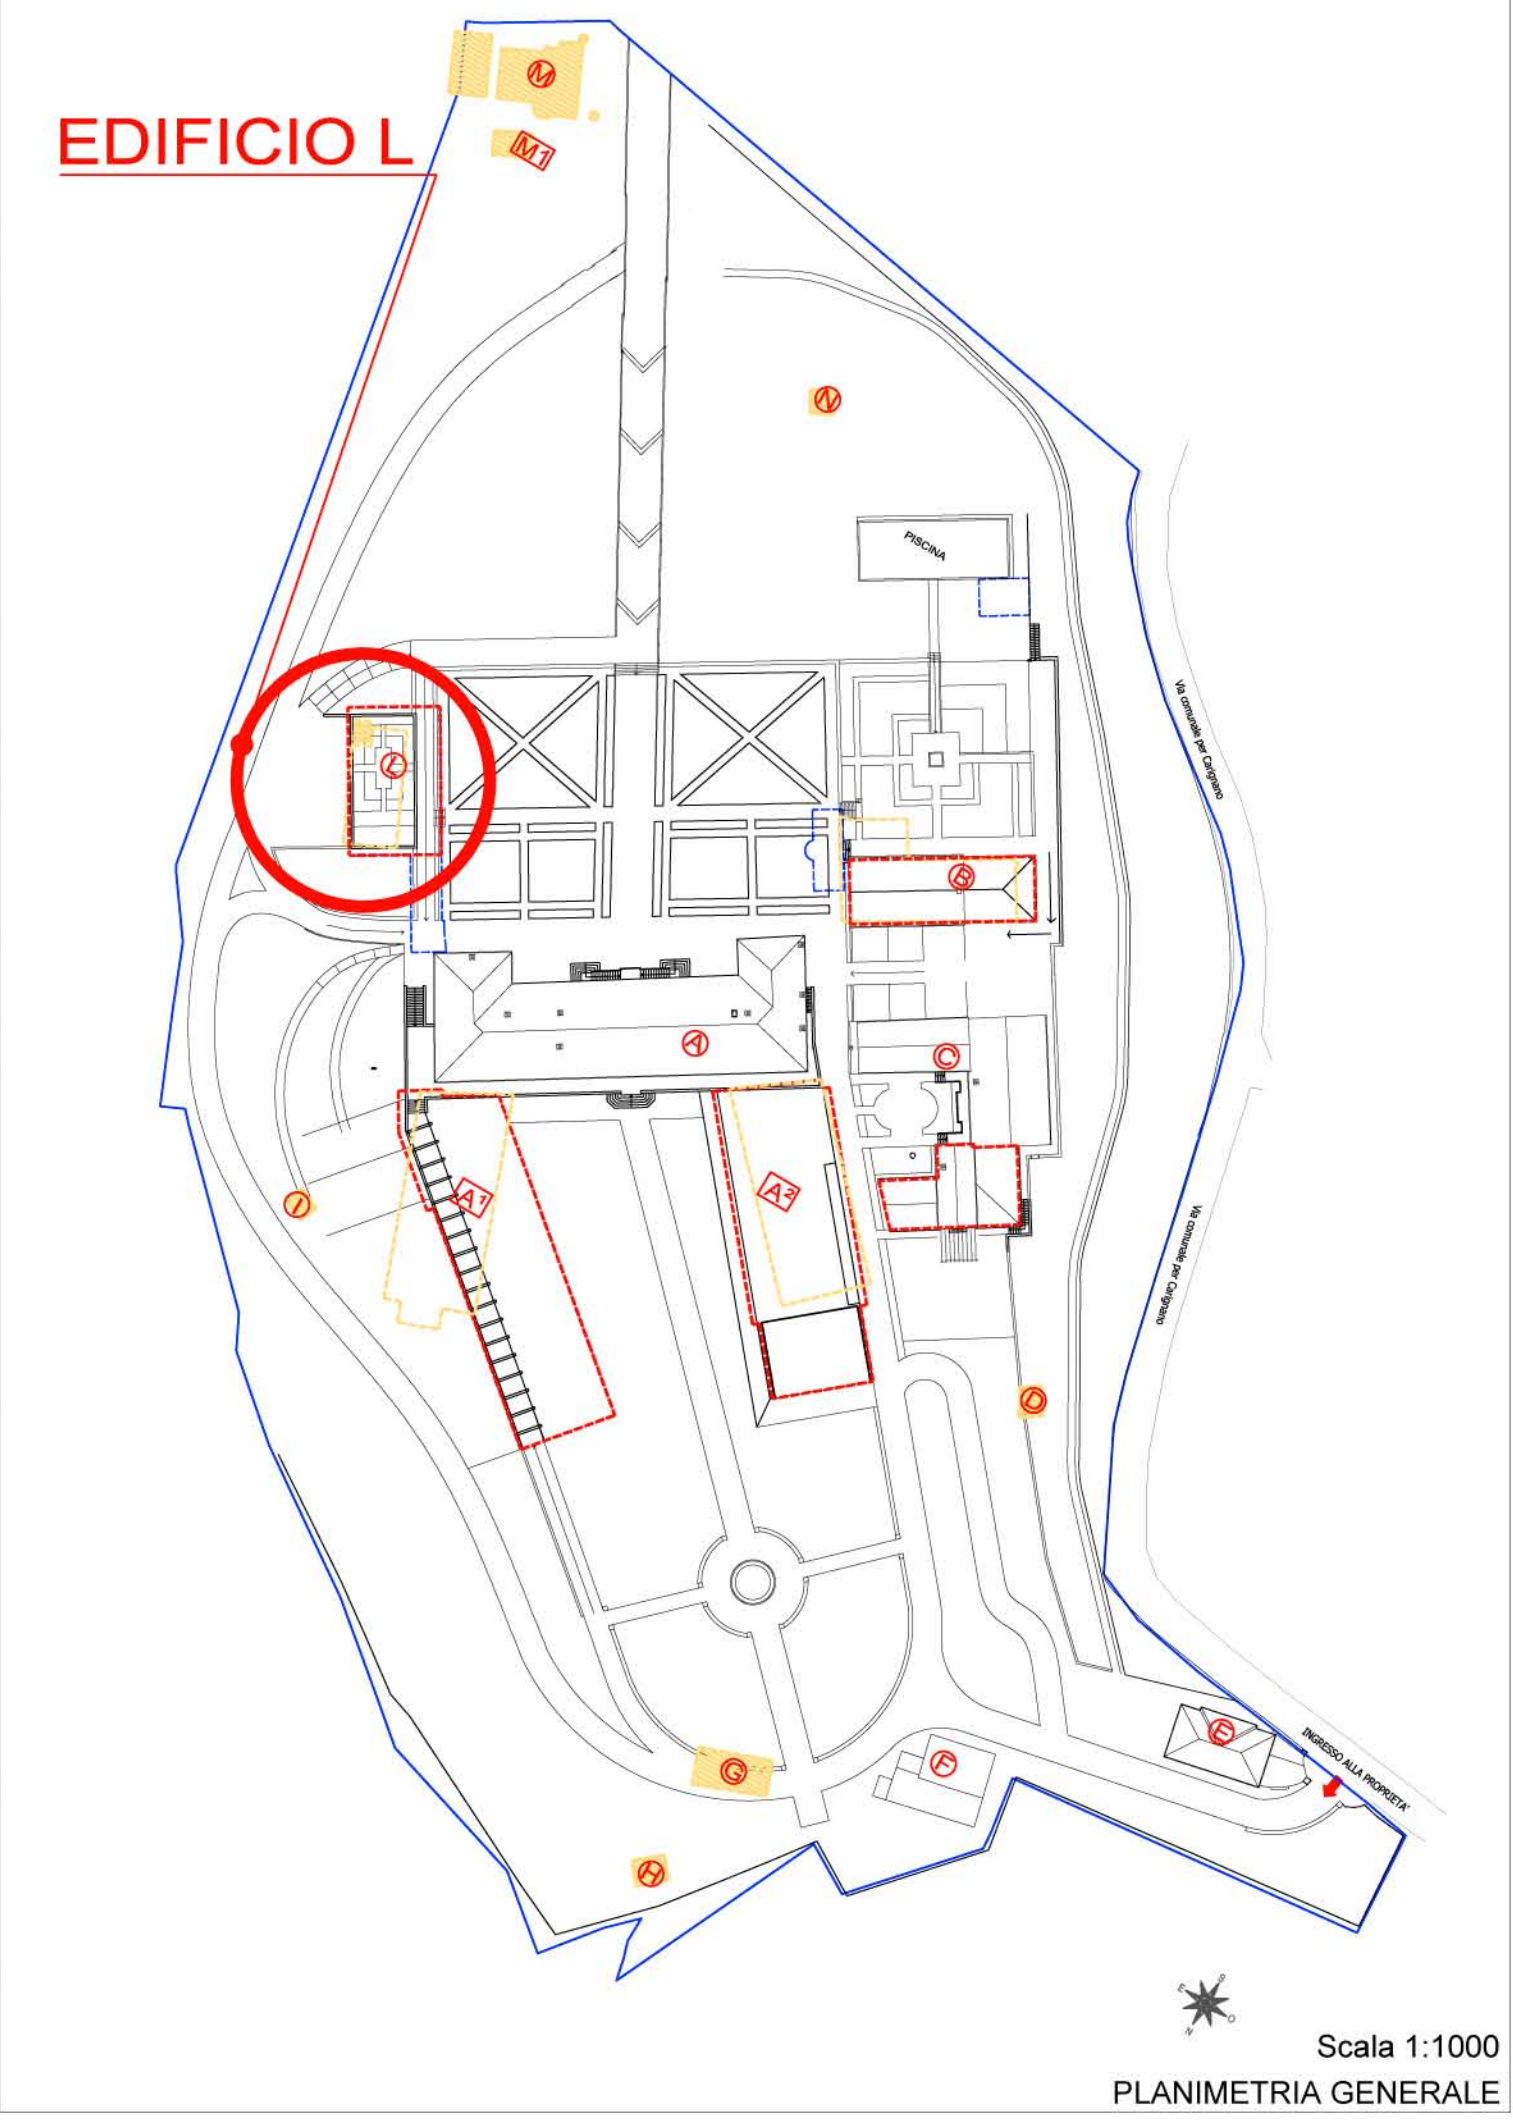 M
EDIFICIO L
M1
N
PISCINA
Via comunale per Carignano
L
B
A
C
A1
A2
I
Via comunale per Carignano
D
E
INGRESSO ALLA PROPRIETA'
F
G
H
S
E
O
N
Scala 1:1000
PLANIMETRIA GENERALE